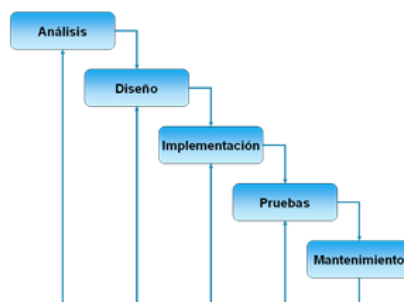 Análisis
Diseño
Implementación
Pruebas
Mantenimiento